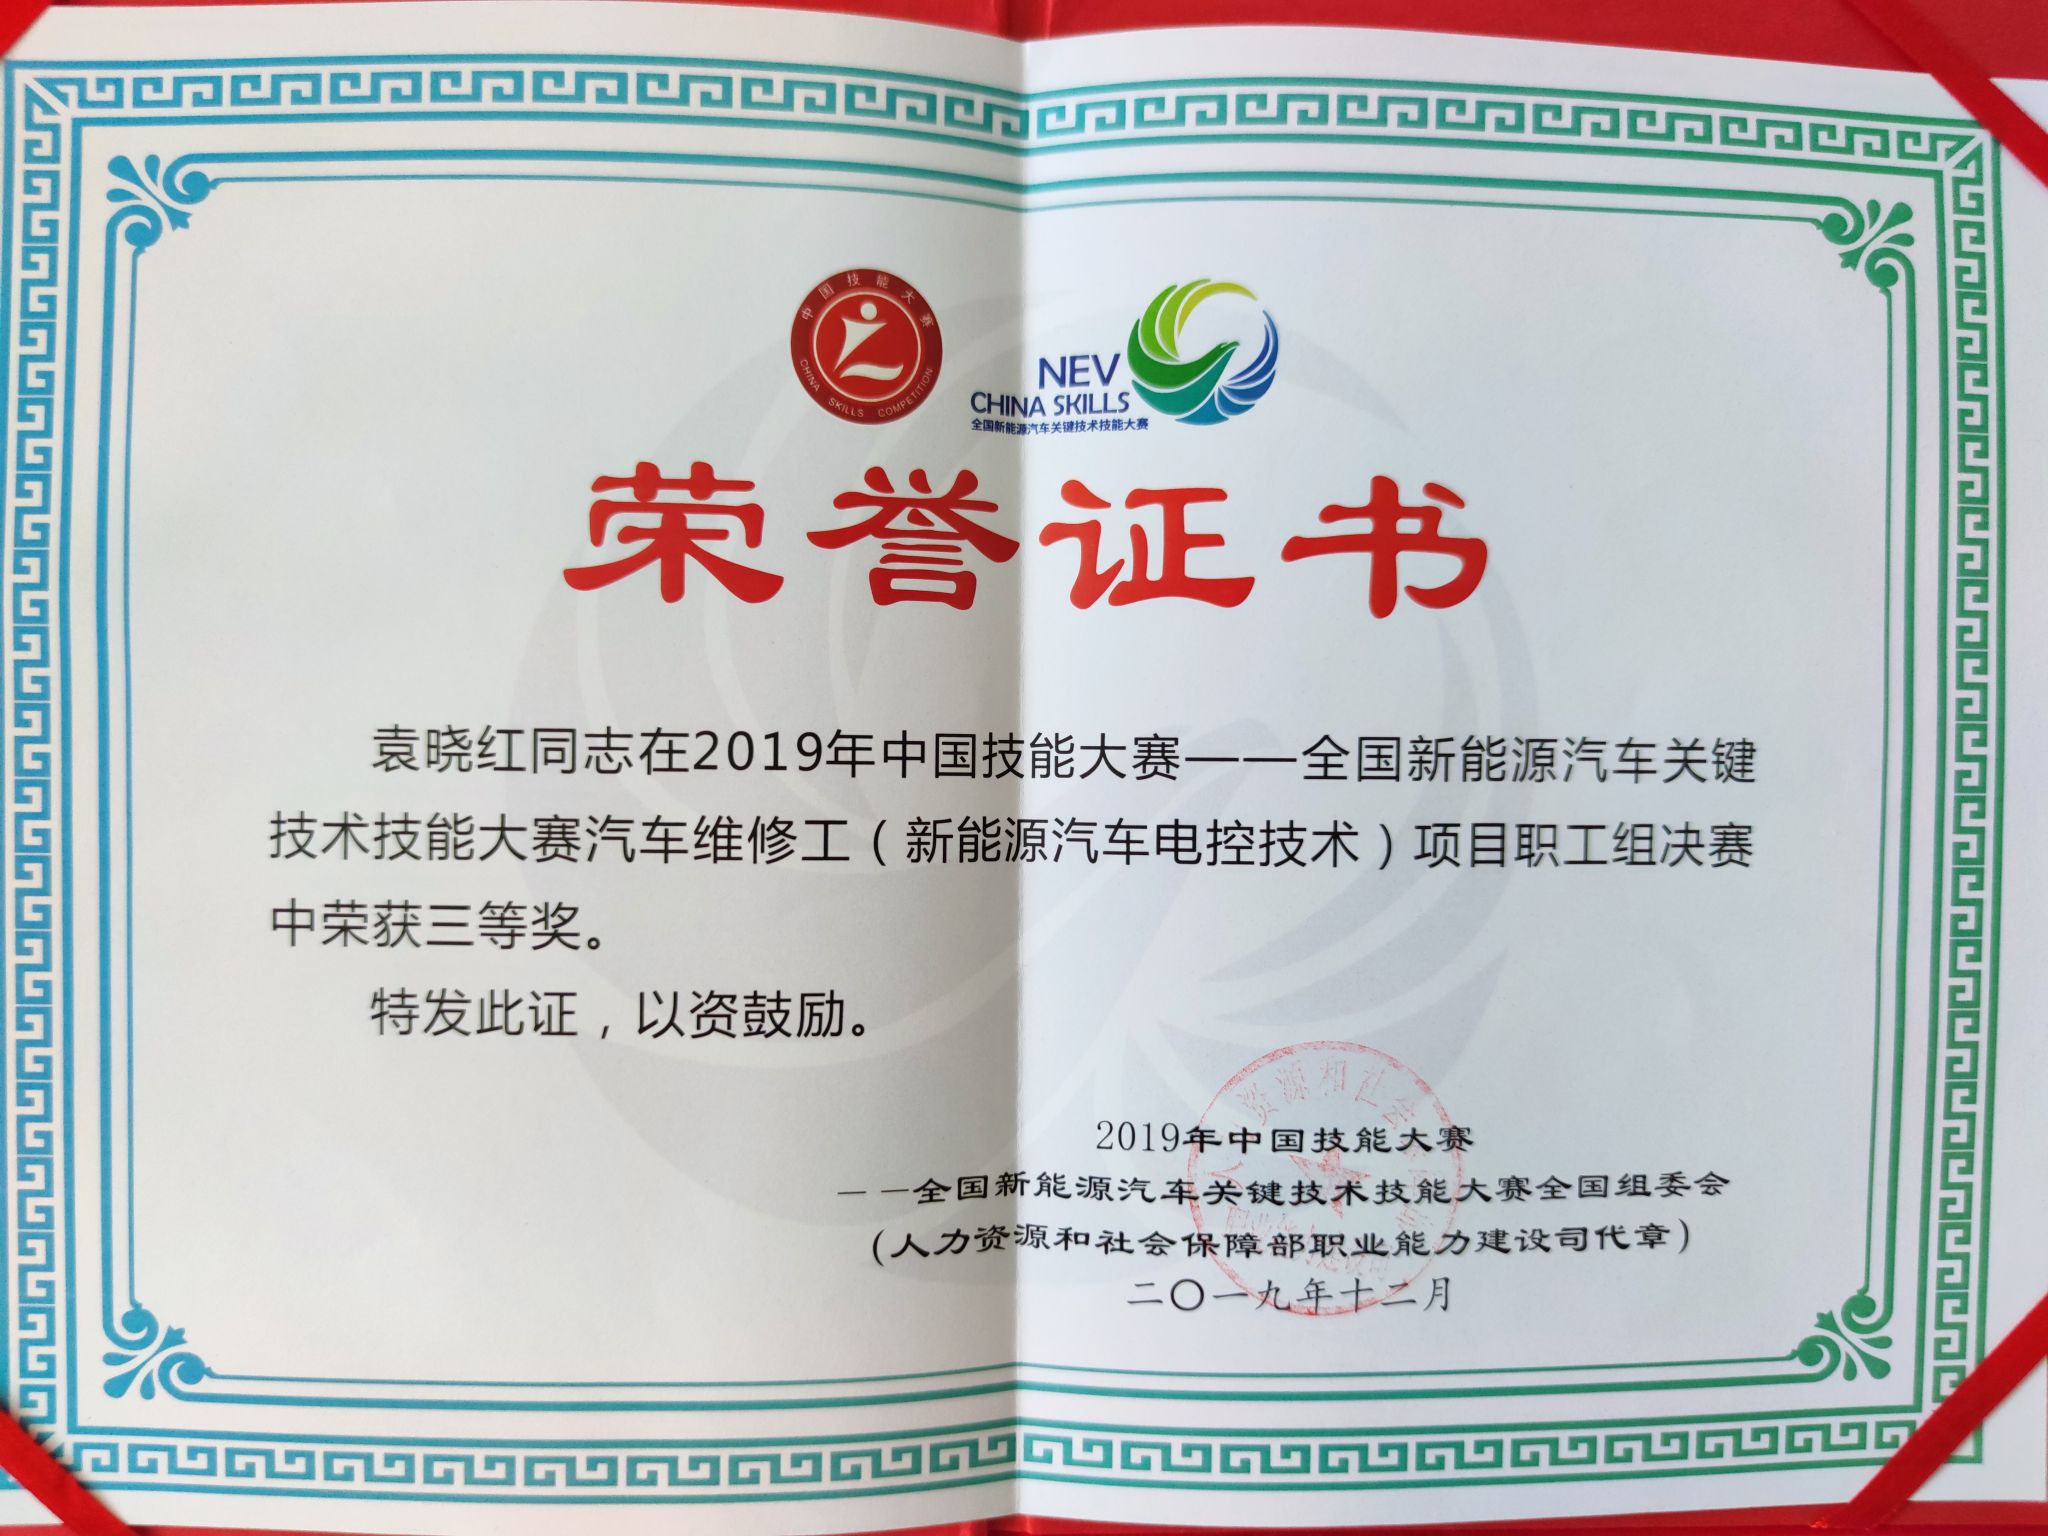 中国技能大赛
CHINA SKILLS COMPETITION
NEV
CHINA SKILLS
全国新能源汽车关键技术技能大赛
荣誉证书
袁晓红同志在2019年中国技能大赛——全国新能源汽车关键
技术技能大赛汽车维修工（新能源汽车电控技术）项目职工组决赛
中荣获三等奖。
特发此证，以资鼓励。
2019年中国技能大赛
——全国新能源汽车关键技术技能大赛全国组委会
(人力资源和社会保障部职业能力建设司代章)
二〇一九年十二月